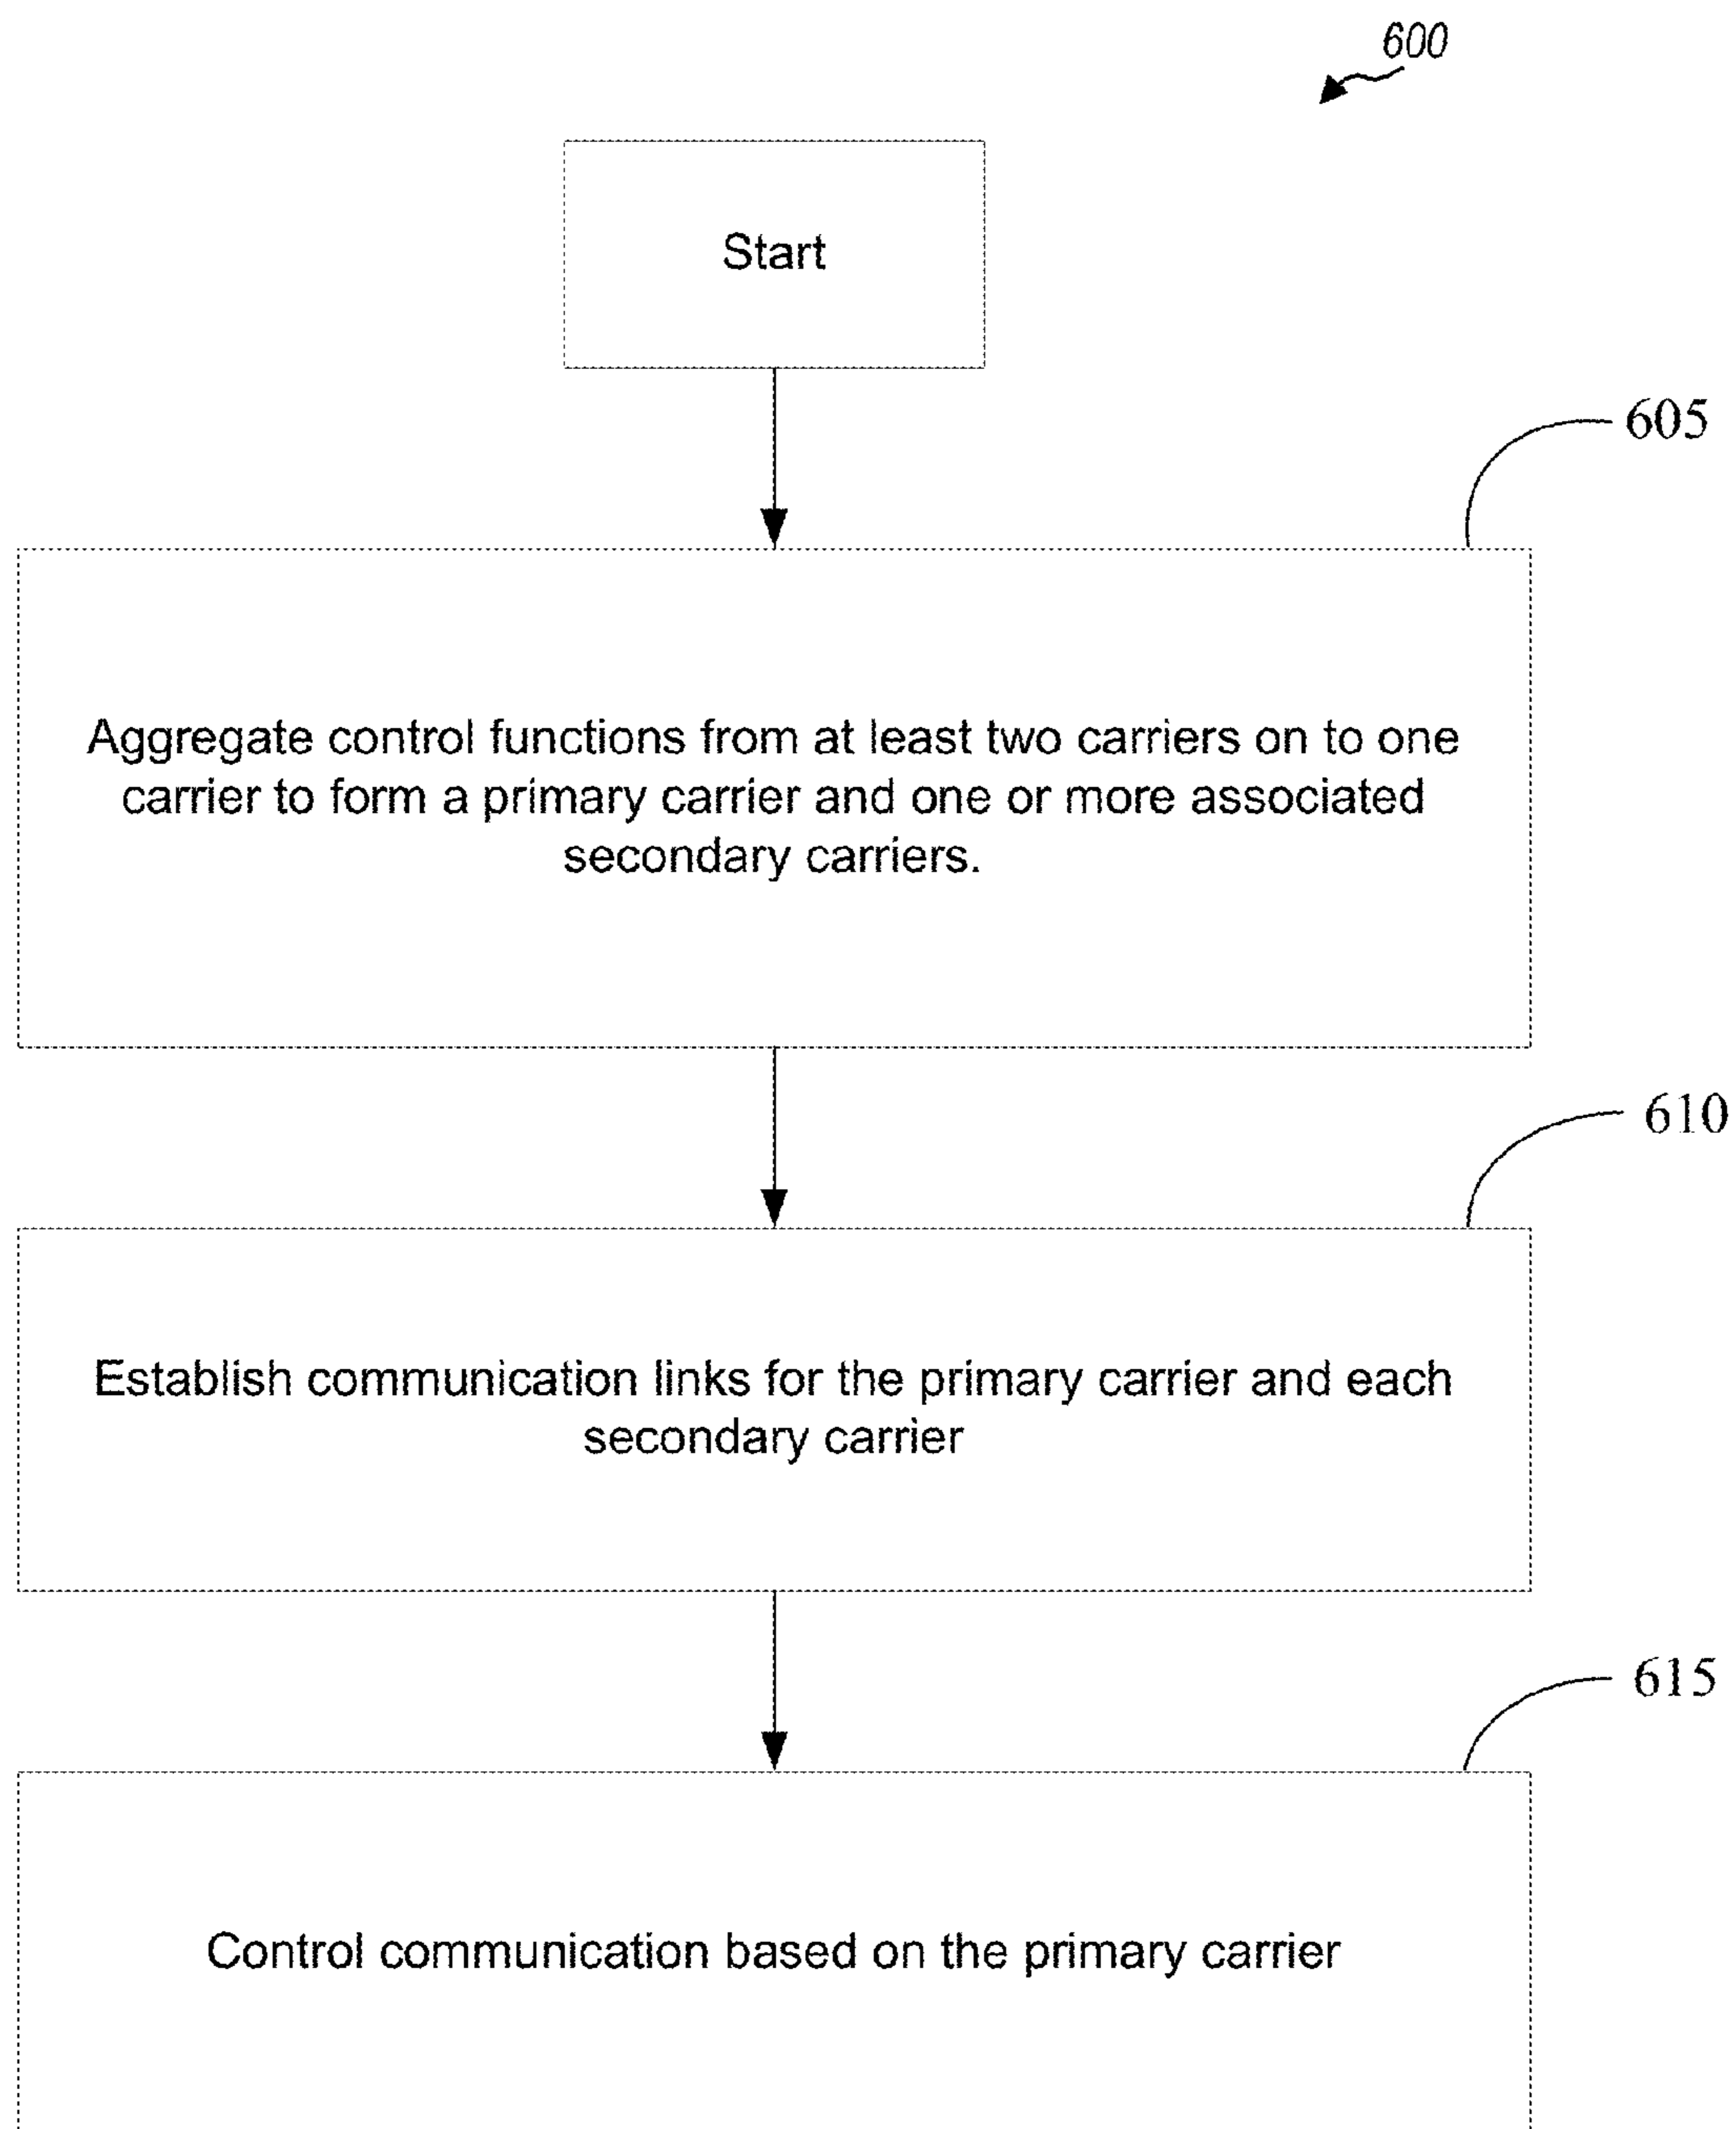 600
Start
605
Aggregate control functions from at least two carriers on to one
carrier to form a primary carrier and one or more associated
secondary carriers.
610
Establish communication links for the primary carrier and each
secondary carrier
615
Control communication based on the primary carrier